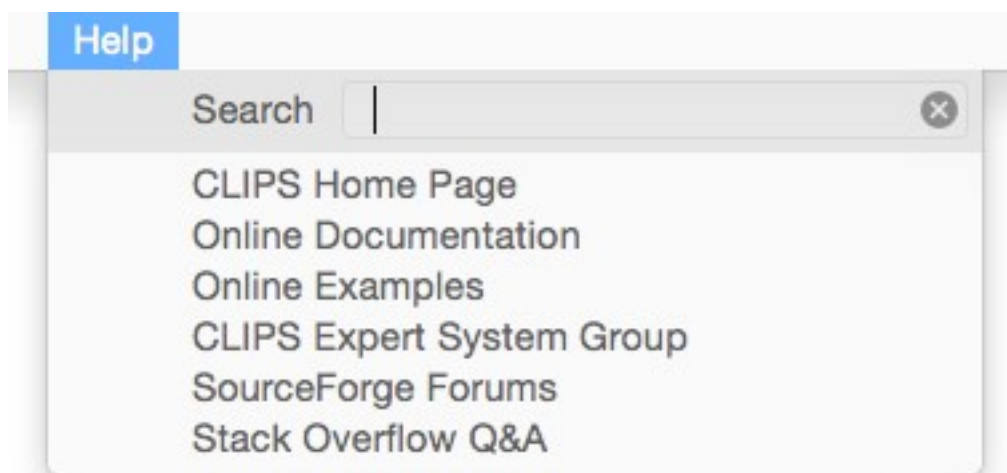 Help
Search
CLIPS Home Page
Online Documentation
Online Examples
CLIPS Expert System Group
SourceForge Forums
Stack Overflow Q&A